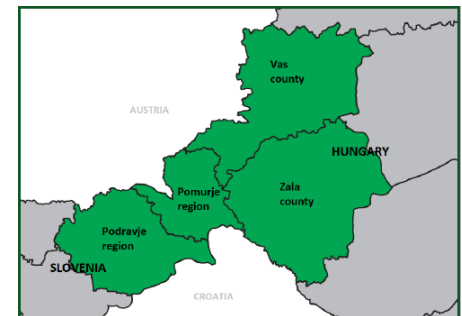 Vas
county
AUSTRIA
HUNGARY
Pomurje
region
Zala
county
Podravje
region
SLOVENIA
CROATIA